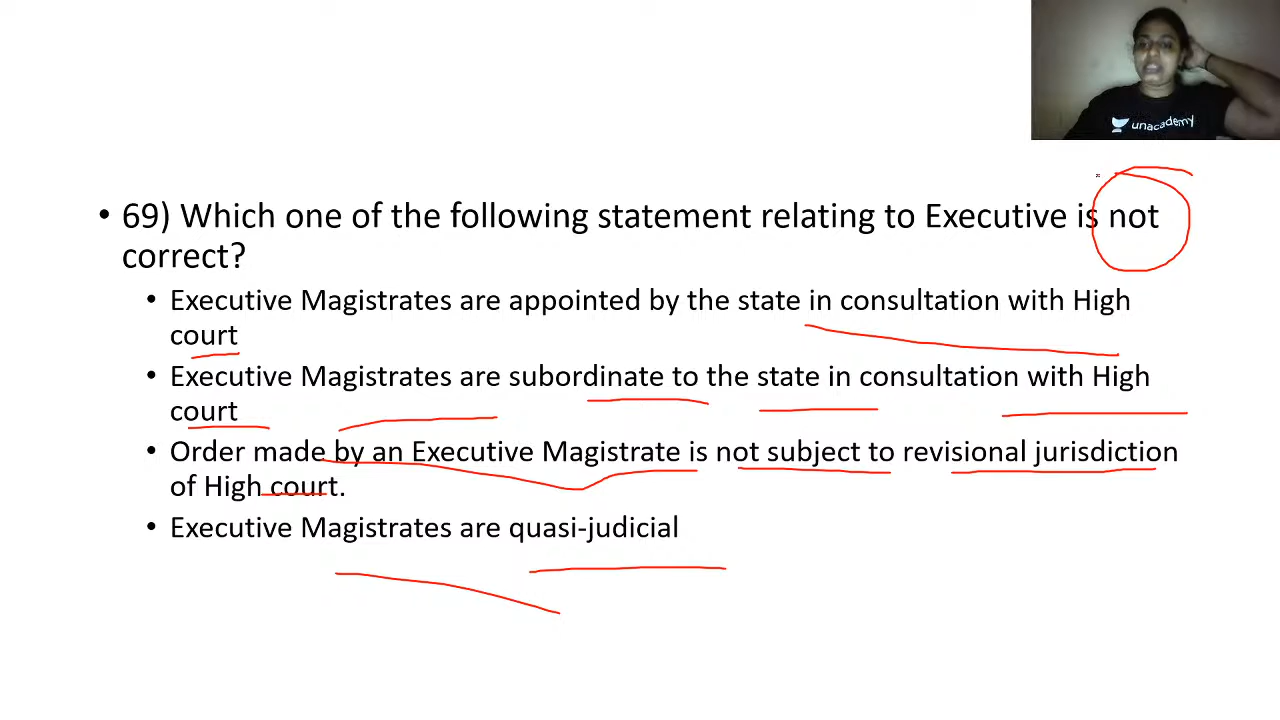 unacademy
• 69) Which one of the following statement relating to Executive is not
correct?
• Executive Magistrates are appointed by the state in consultation with High
court
• Executive Magistrates are subordinate to the state in consultation with High
court
• Order made by an Executive Magistrate is not subject to revisional jurisdiction
of High court.
• Executive Magistrates are quasi-judicial